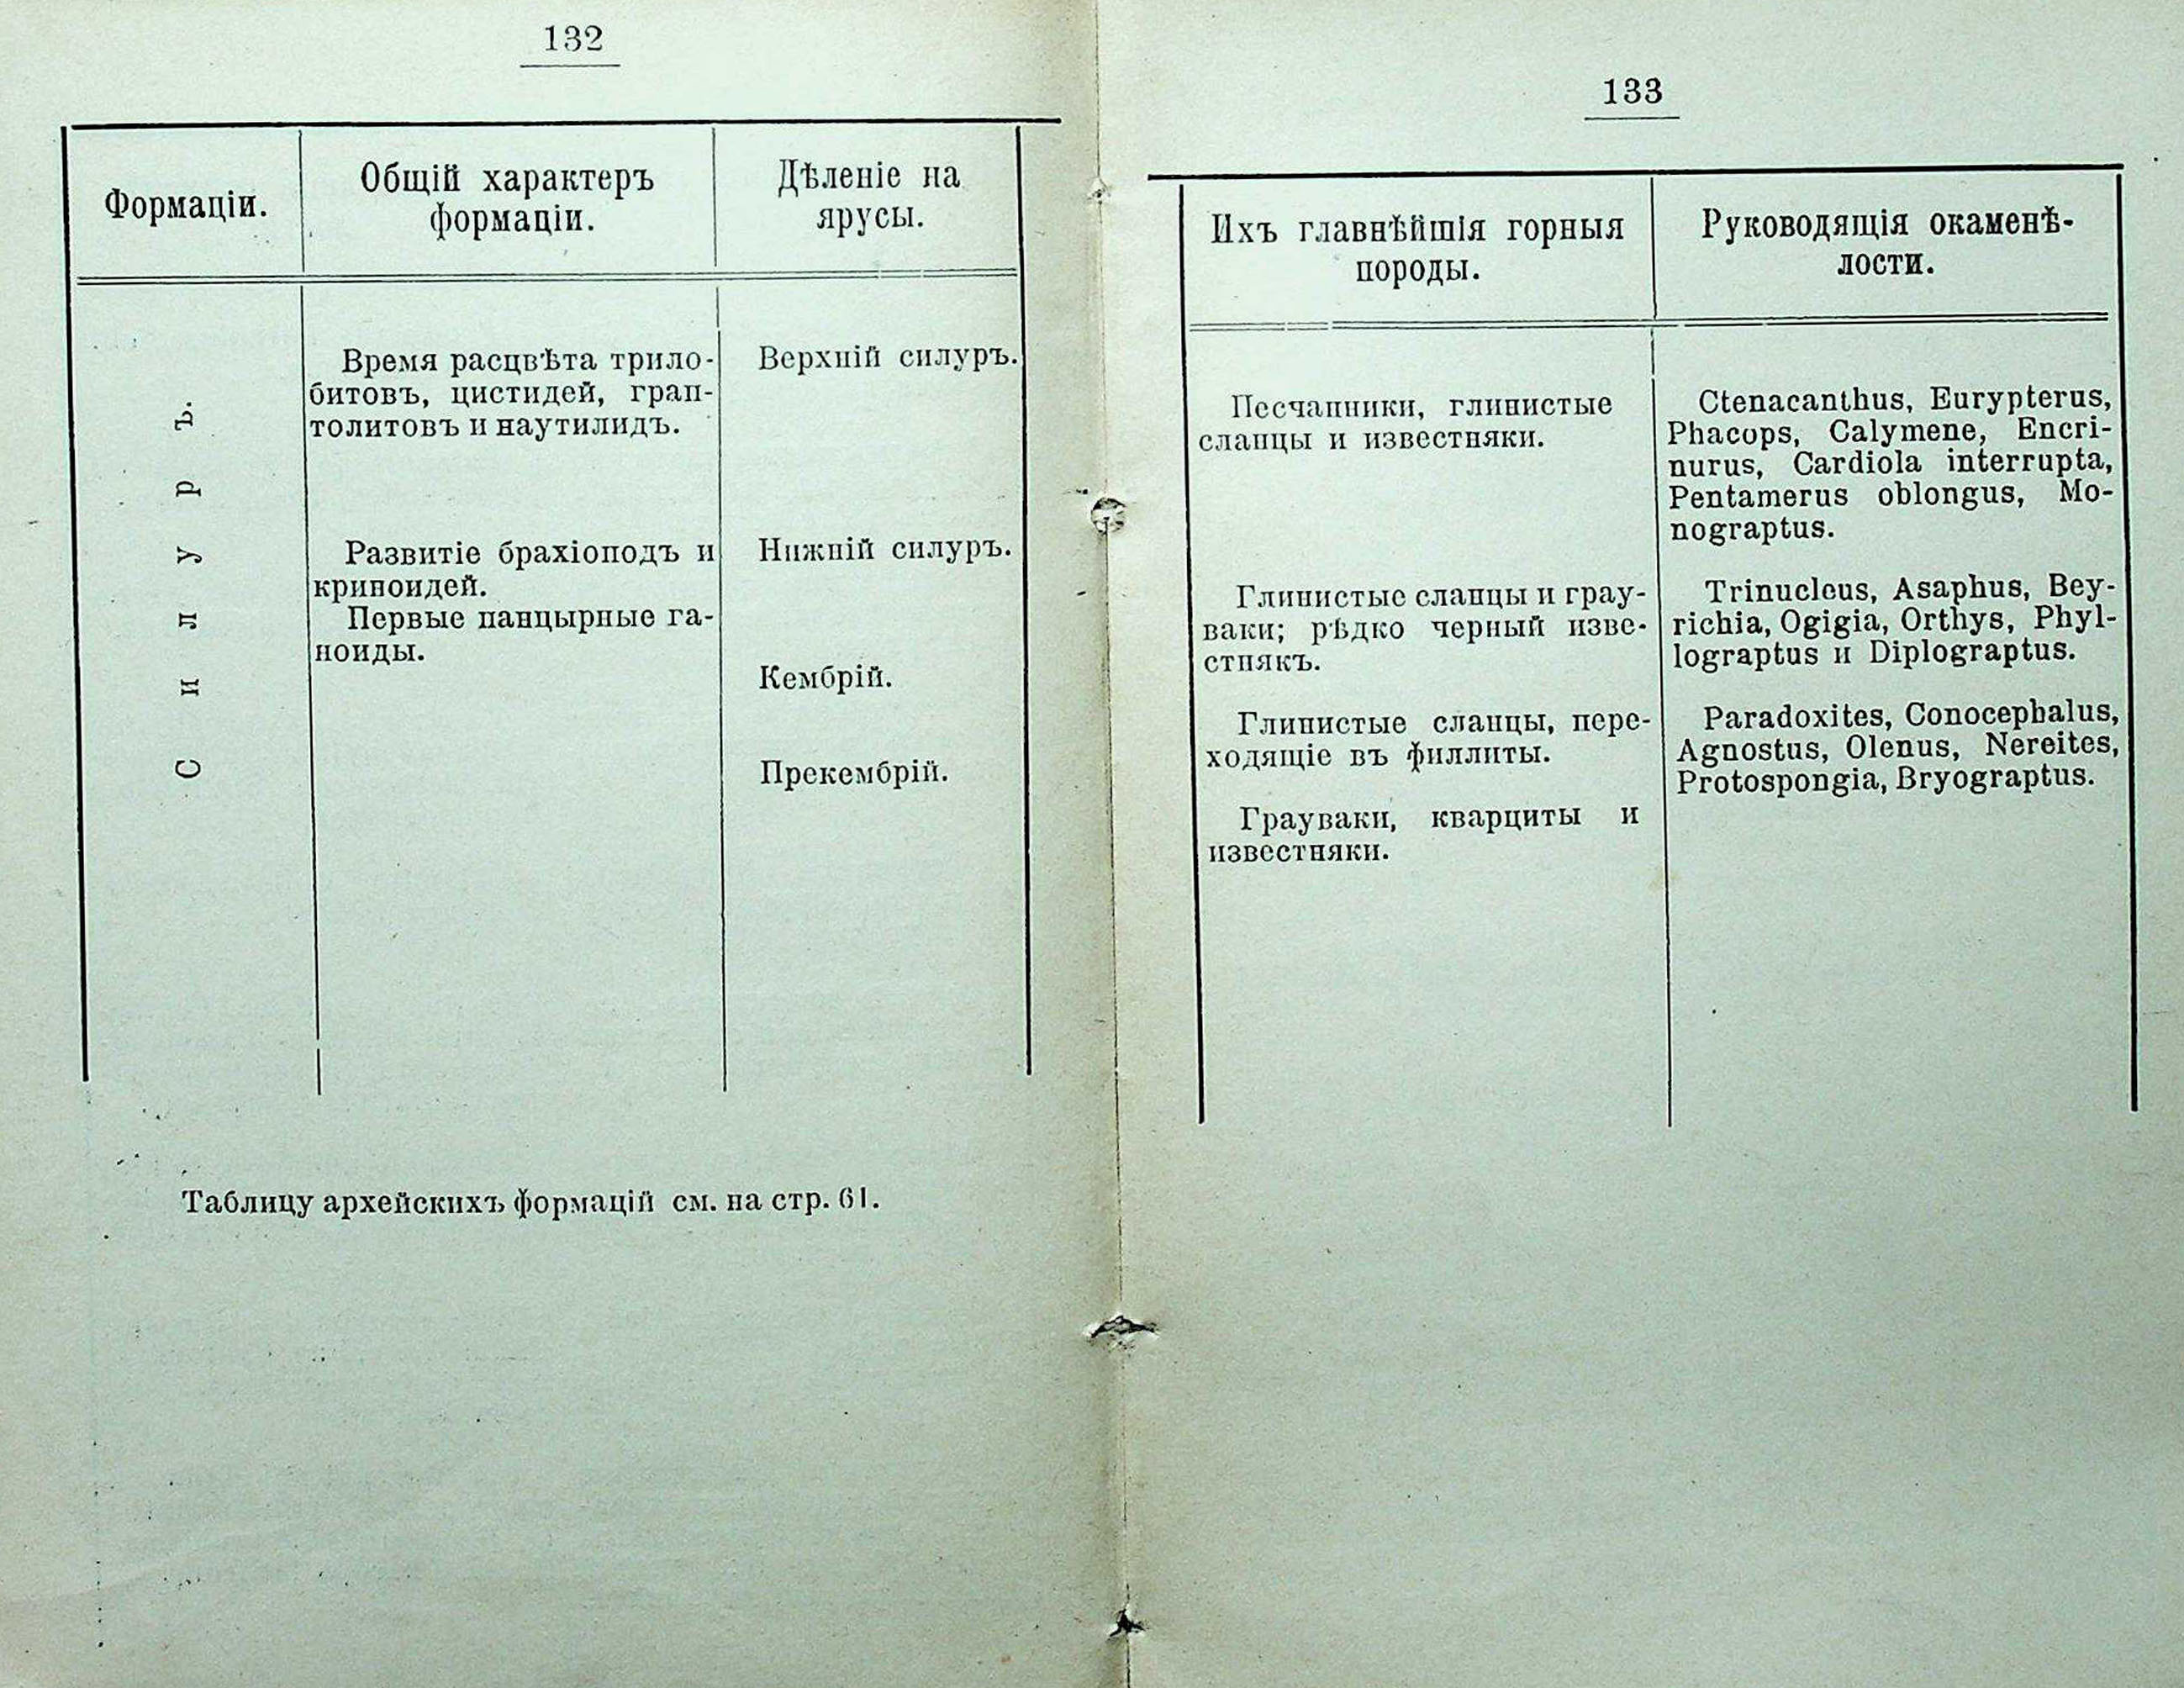 132
Формаціи.
Общій характеръ
формаціи.
Дѣленіе на
ярусы.
Силуръ.
Время расцвѣта трило-
битовъ, цистидей, грап-
толитовъ и наутилидъ.
Развитіе брахіоподъ и
криноидей.
Первые панцырные га-
ноиды.
Верхній силуръ.
Нижній силуръ.
Кембрій.
Прекембрій.
Таблицу архейскихъ формацій см. на стр. 61.
133
Ихъ главнѣйшія горныя
породы.
Руководящія окаменѣ-
лости.
Песчаники, глинистые
сланцы и известняки.
Глинистые сланцы и грау-
ваки; рѣдко черный изве-
стнякъ.
Глинистые сланцы, пере-
ходящіе въ филлиты.
Грауваки, кварциты и
известняки.
Ctenacanthus, Eurypterus,
Phacops, Calymene, Encri-
nurus, Cardiola interrupta,
Pentamerus oblongus, Mo-
nograptus.
Trinucleus, Asaphus, Bey-
richia, Ogigia, Orthys, Phyl-
lograptus и Diplograptus.
Paradoxites, Conocephalus,
Agnostus, Olenus, Nereites,
Protospongia, Bryograptus.